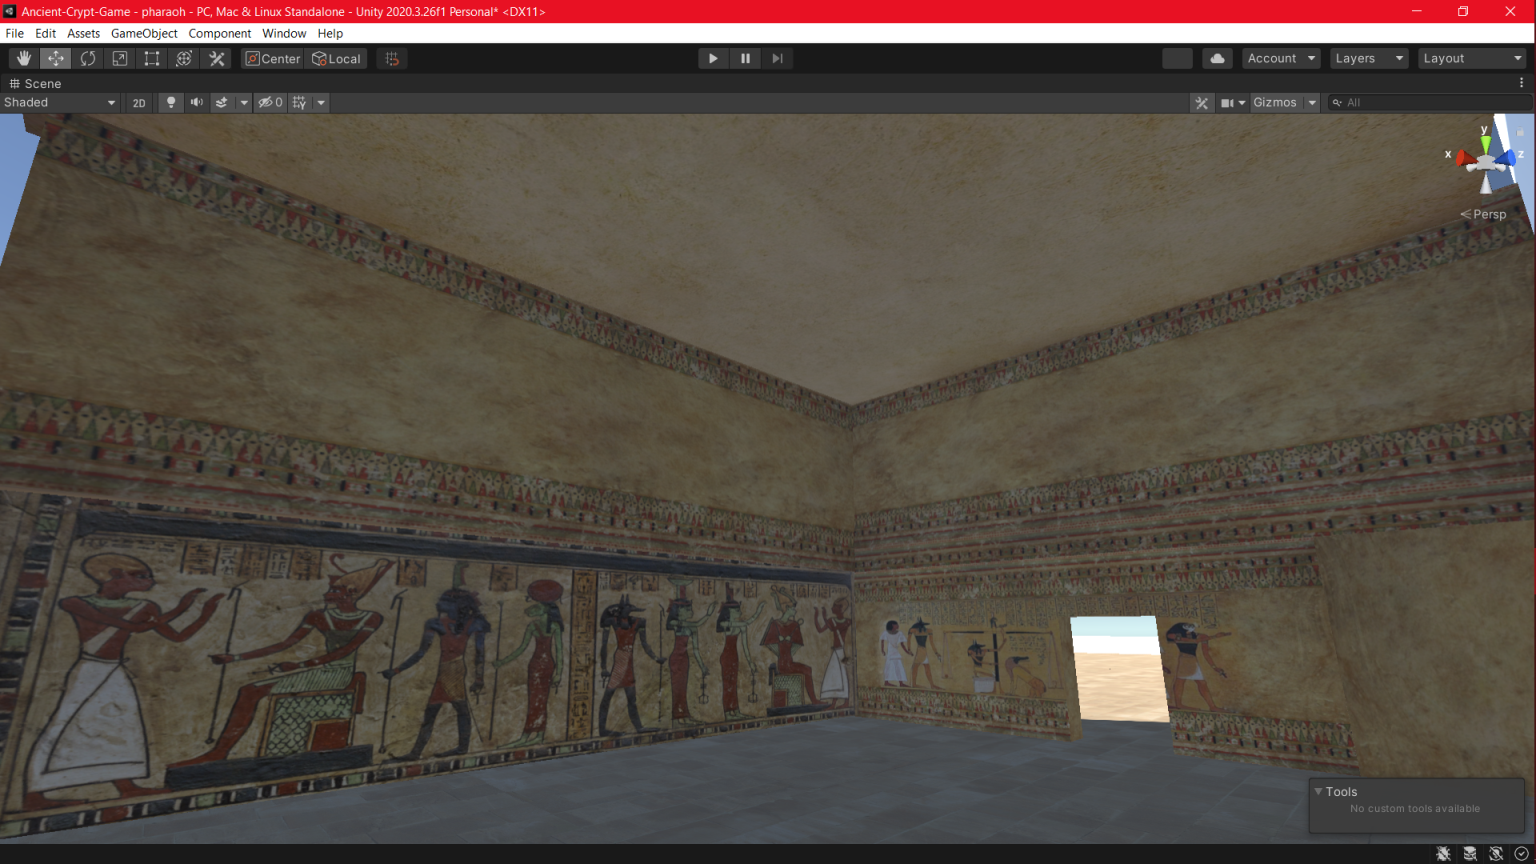 Ancient-Crypt-Game - pharaoh - PC, Mac & Linux Standalone - Unity 2020.3.26f1 Personal* <DX11>
File Edit Assets GameObject Component Window Help
Center Local Account Layers Layout
Scene
Shaded 2D 0 Gizmos All
y
x z
Persp
Tools
No custom tools available